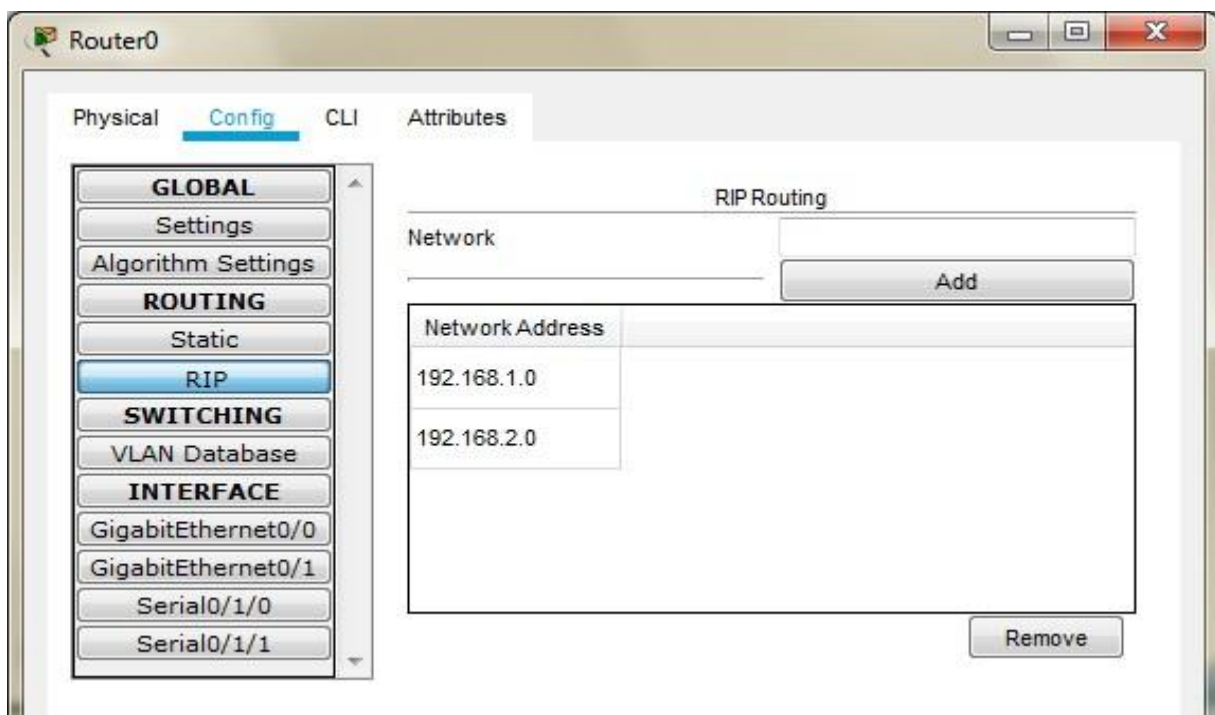 Router0
Physical Config CLI Attributes
GLOBAL
Settings
Algorithm Settings
ROUTING
Static
RIP
SWITCHING
VLAN Database
INTERFACE
GigabitEthernet0/0
GigabitEthernet0/1
Serial0/1/0
Serial0/1/1
RIP Routing
Network
Add
Network Address
192.168.1.0
192.168.2.0
Remove